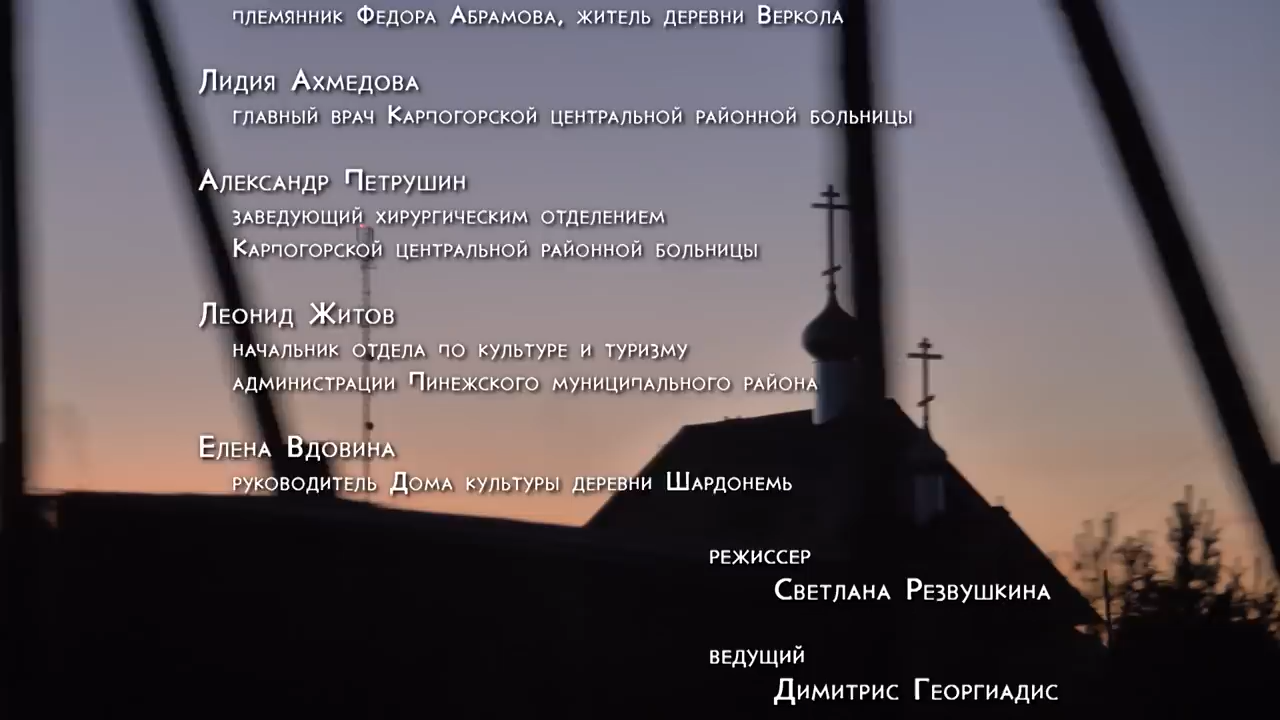 племянник Федора Абрамова, житель деревни Веркола
Лидия Ахмедова
главный врач Карпогорской центральной районной больницы
Александр Петрушин
заведующий хирургическим отделением
Карпогорской центральной районной больницы
Леонид Житов
начальник отдела по культуре и туризму
администрации Пинежского муниципального района
Елена Вдовина
руководитель Дома культуры деревни Шардонемь
режиссер
Светлана Резвушкина
ведущий
Димитрис Георгиадис